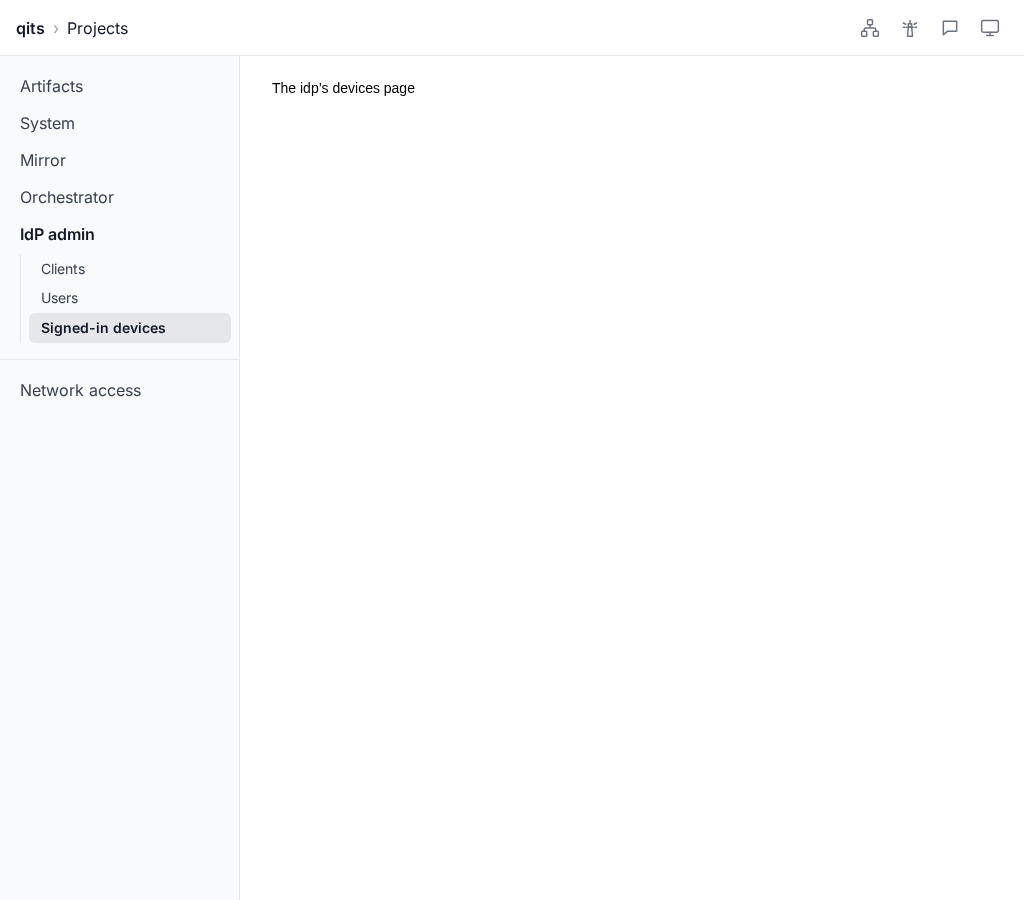 qits › Projects
Artifacts
System
Mirror
Orchestrator
IdP admin
Clients
Users
Signed-in devices
Network access
The idp’s devices page